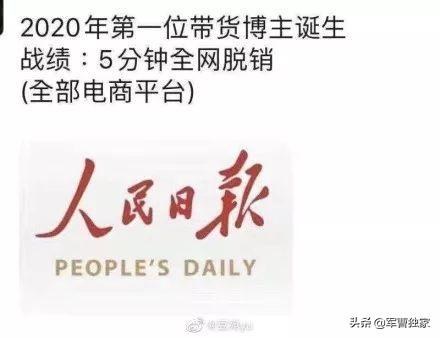 2020年第一位带货博主诞生
战绩：5分钟全网脱销
(全部电商平台)
人民日报
PEOPLE'S DAILY
头条 @军曹独家